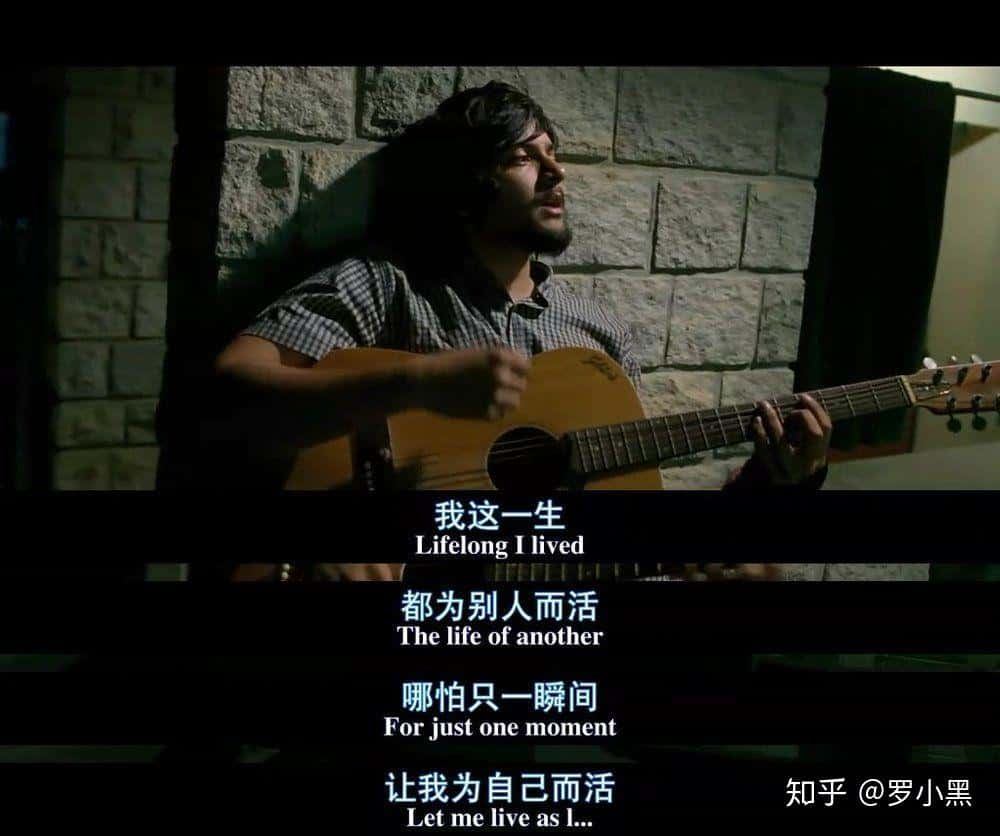 我这一生
Lifelong I lived
都为别人而活
The life of another
哪怕只一瞬间
For just one moment
让我为自己而活
Let me live as l...
知乎 @罗小黑